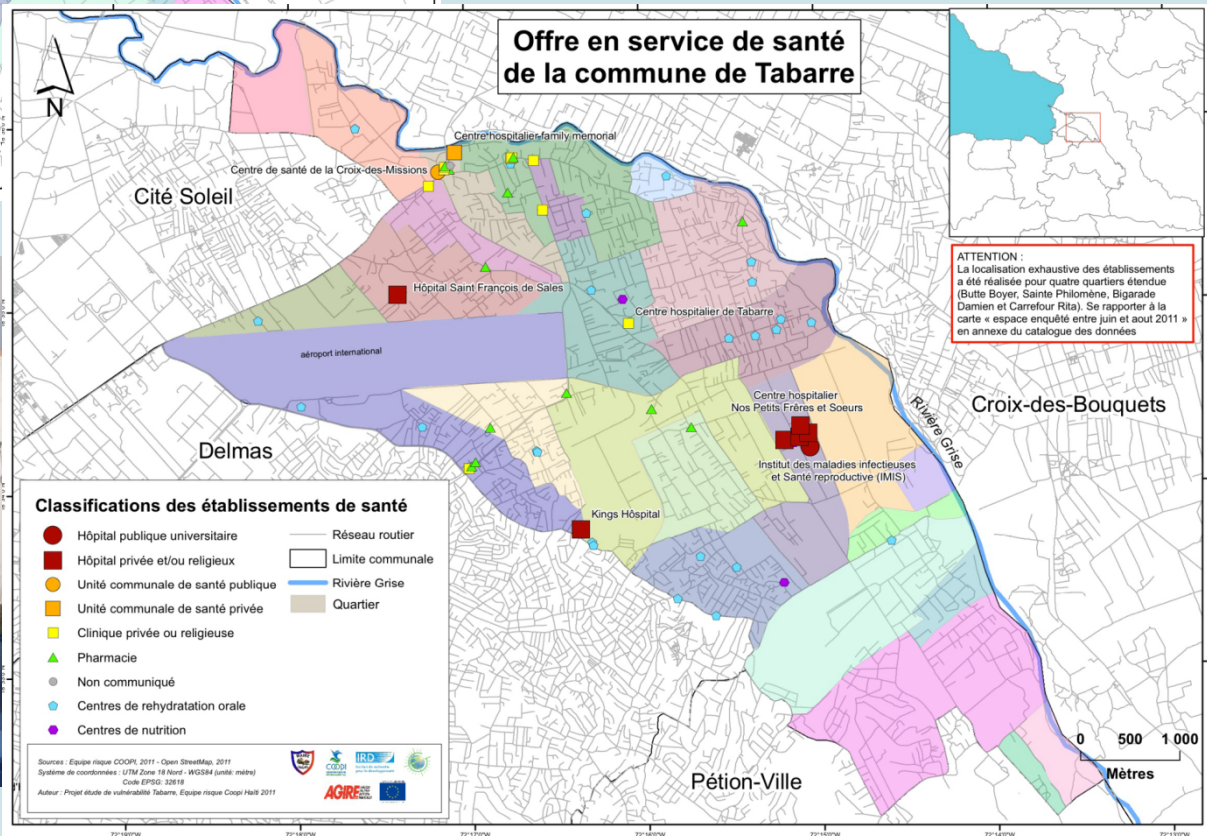 Offre en service de santé
de la commune de Tabarre
N
Centre hospitalier family memorial
Centre de santé de la Croix-des-Missions
Cité Soleil
ATTENTION :
La localisation exhaustive des établissements
a été réalisée pour quatre quartiers étendue
(Butte Boyer, Sainte Philomène, Bigarade
Damien et Carrefour Rita). Se rapporter à la
carte « espace enquêté entre juin et aout 2011 »
en annexe du catalogue des données
Hôpital Saint François de Sales
Centre hospitalier de Tabarre
aéroport international
Centre hospitalier
Nos Petits Frères et Soeurs
Croix-des-Bouquets
Rivière Grise
Delmas
Institut des maladies infectieuses
et Santé reproductive (IMIS)
Kings Hôspital
Classifications des établissements de santé
Hôpital publique universitaire
Hôpital privée et/ou religieux
Unité communale de santé publique
Unité communale de santé privée
Clinique privée ou religieuse
Pharmacie
Non communiqué
Centres de rehydratation orale
Centres de nutrition
Réseau routier
Limite communale
Rivière Grise
Quartier
Sources : Equipe risque COOPI, 2011 - Open StreetMap, 2011
Système de coordonnées : UTM Zone 18 Nord - WGS84 (unité: mètre)
Code EPSG: 32618
Auteur : Projet étude de vulnérabilité Tabarre, Equipe risque Coopi Haïti 2011
COOPI
IRD
AGIRE
Pétion-Ville
0 500 1 000
Mètres